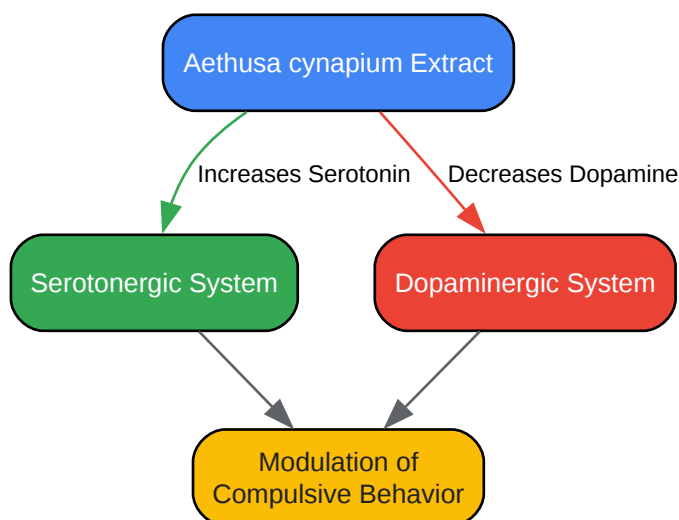 Aethusa cynapium Extract
Increases Serotonin
Decreases Dopamine
Serotonergic System
Dopaminergic System
Modulation of
Compulsive Behavior